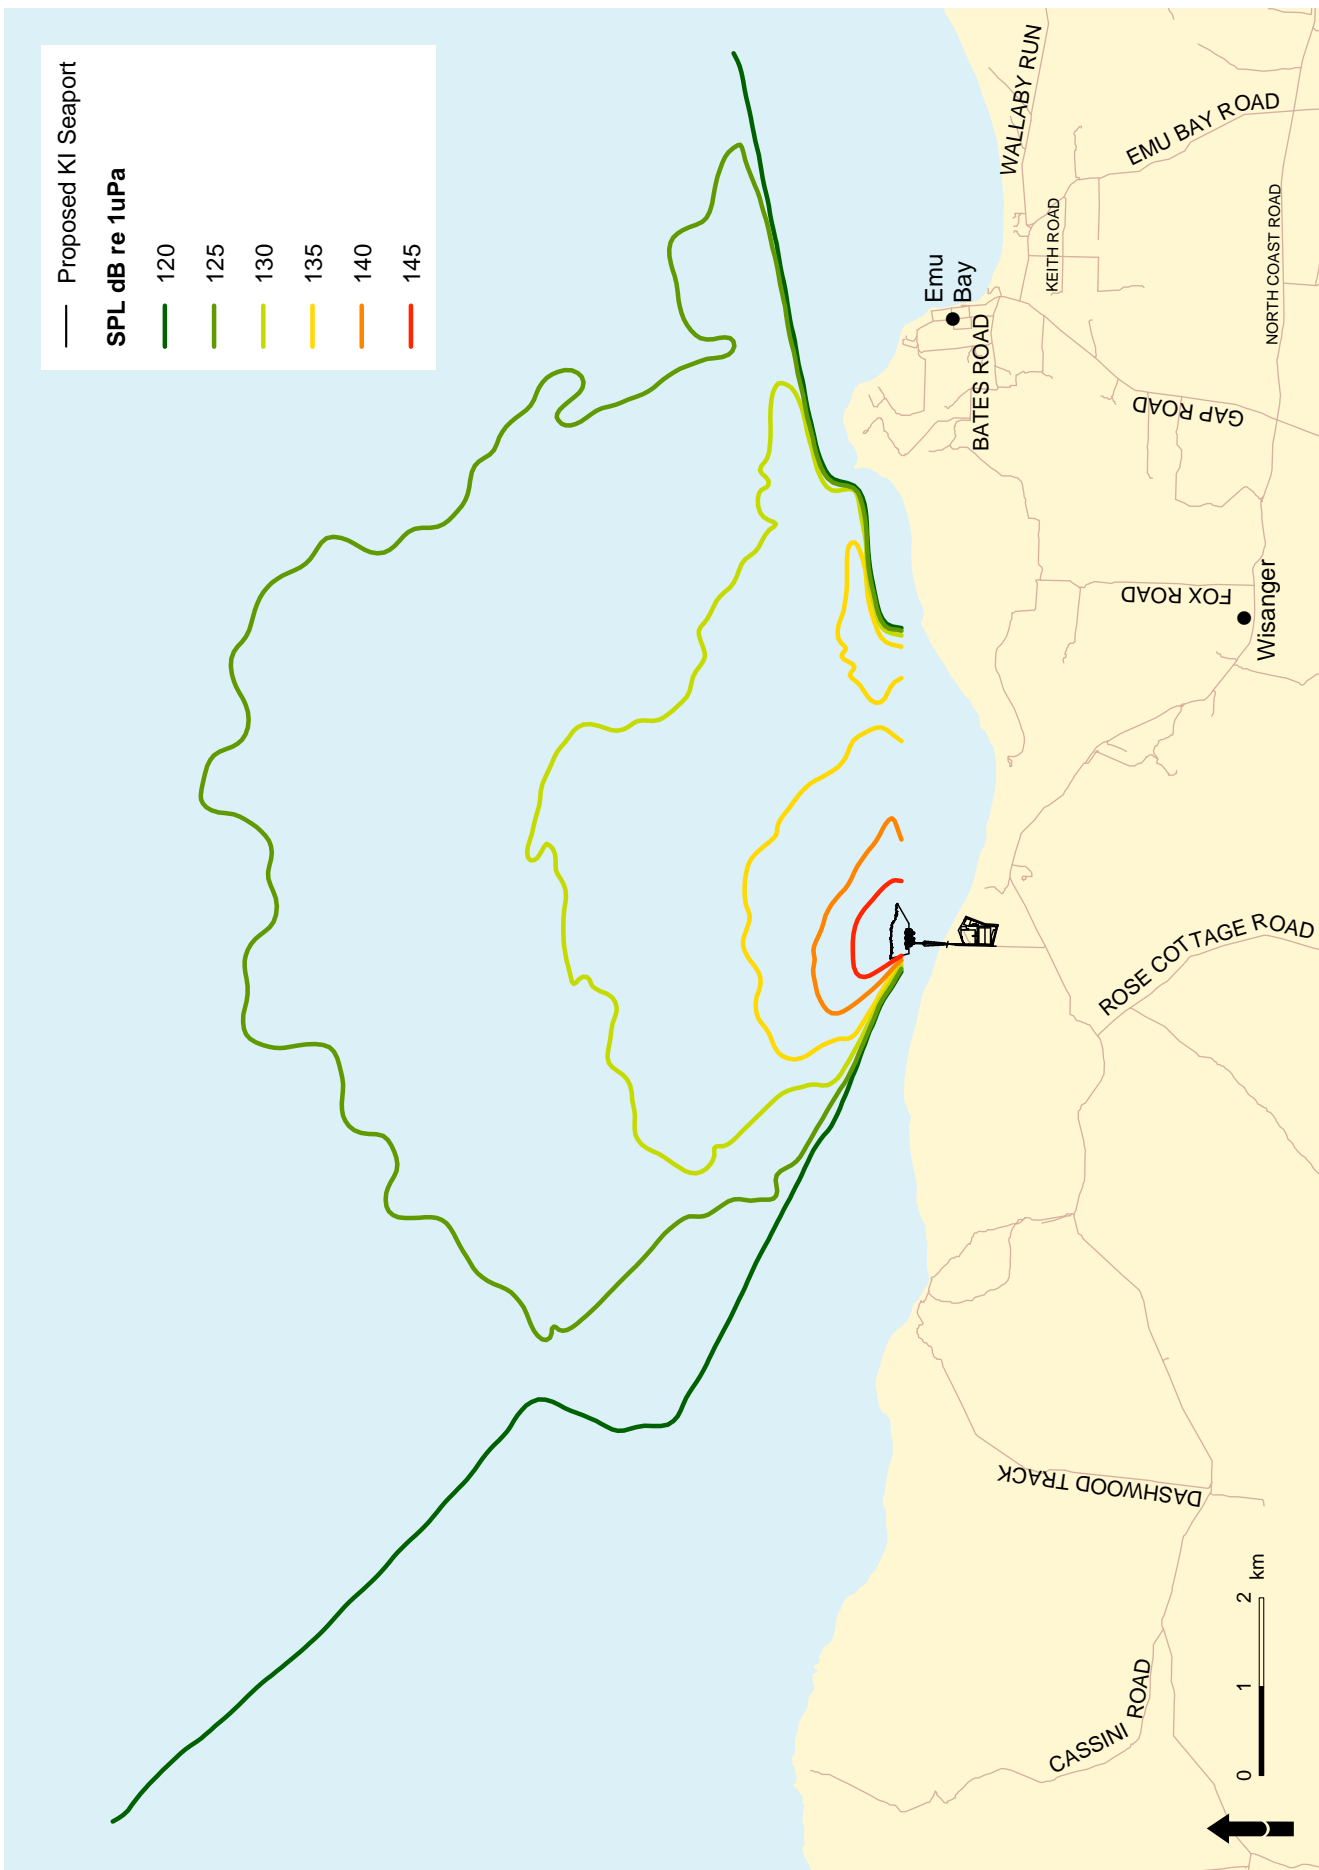 Proposed KI Seaport
SPL dB re 1uPa
120
125
130
135
140
145
WALLABY RUN
EMU BAY ROAD
KEITH ROAD
NORTH COAST ROAD
Emu
Bay
BATES ROAD
GAP ROAD
FOX ROAD
Wisanger
ROSE COTTAGE ROAD
DASHWOOD TRACK
CASSINI ROAD
0 1 2 km